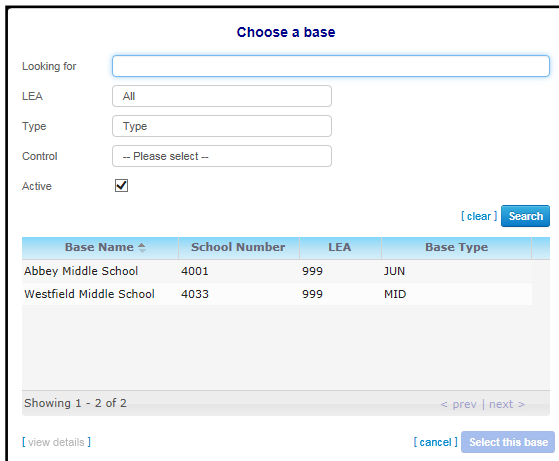 Choose a base
Looking for
LEA All
Type Type
Control -- Please select --
Active
[ clear ] Search
Base Name School Number LEA Base Type
Abbey Middle School 4001 999 JUN
Westfield Middle School 4033 999 MID
Showing 1 - 2 of 2 < prev | next >
[ view details ] [ cancel ] Select this base